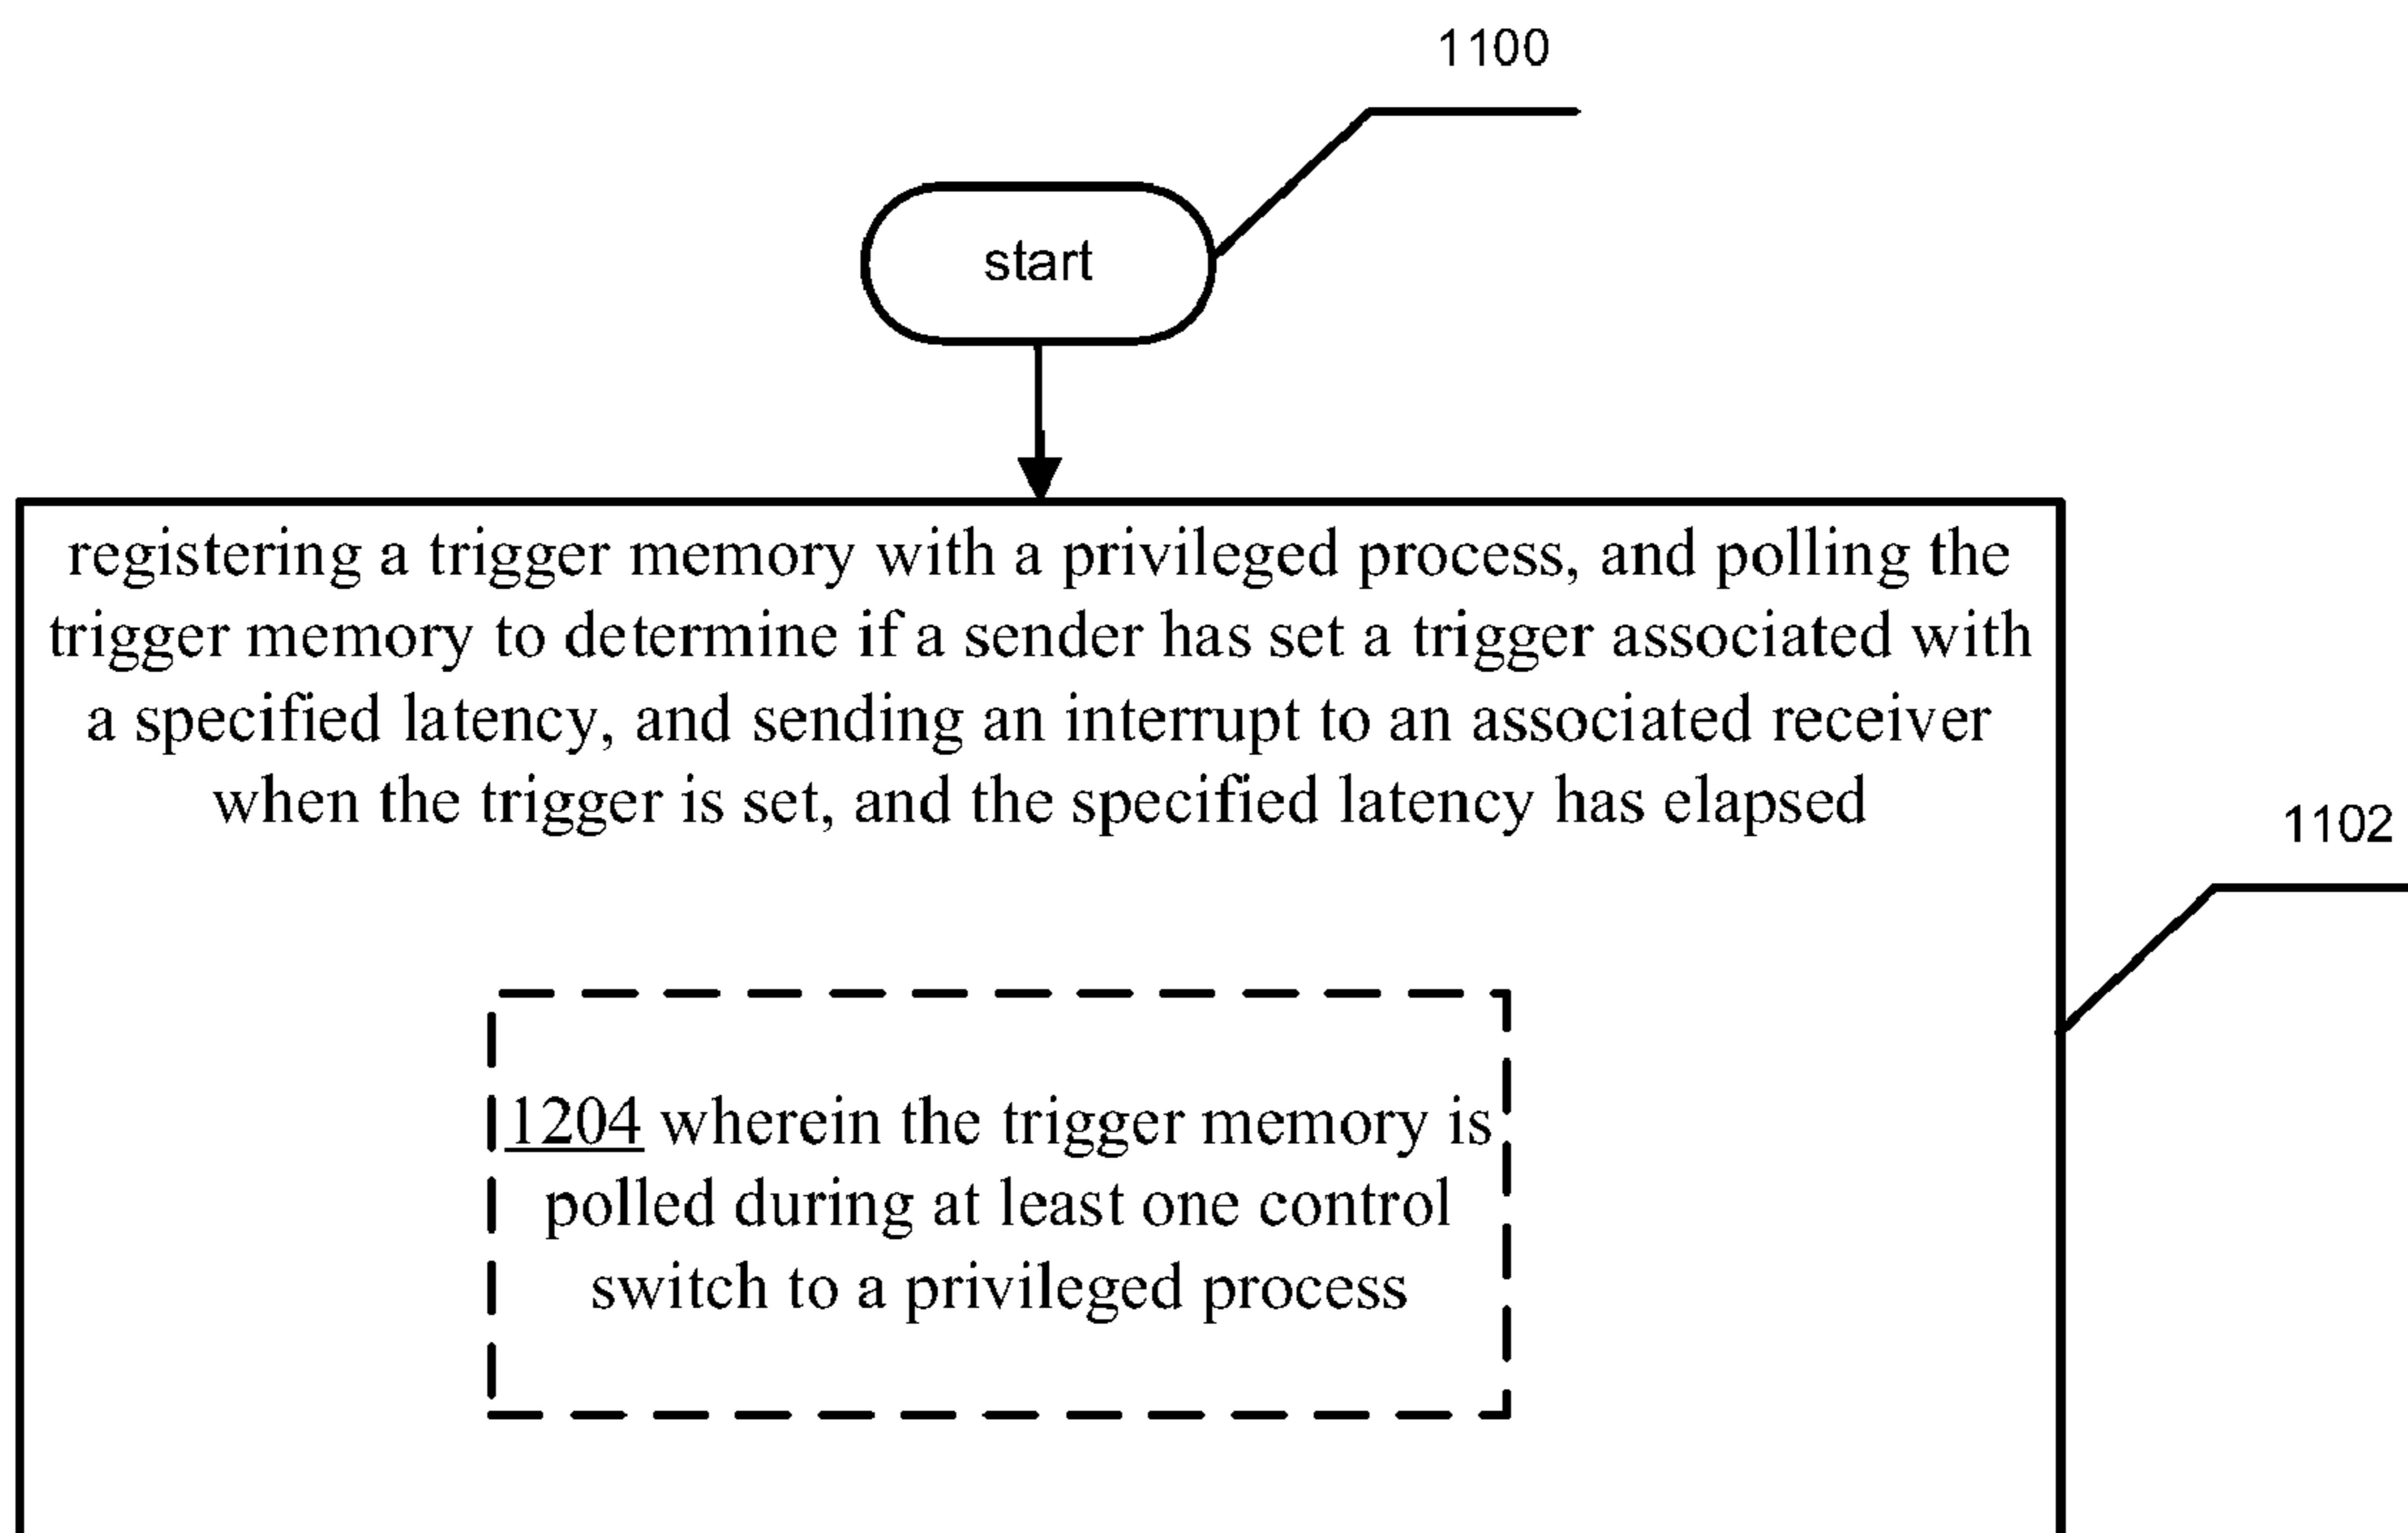 1100
start
registering a trigger memory with a privileged process, and polling the
trigger memory to determine if a sender has set a trigger associated with
a specified latency, and sending an interrupt to an associated receiver
when the trigger is set, and the specified latency has elapsed
1102
1204 wherein the trigger memory is
polled during at least one control
switch to a privileged process